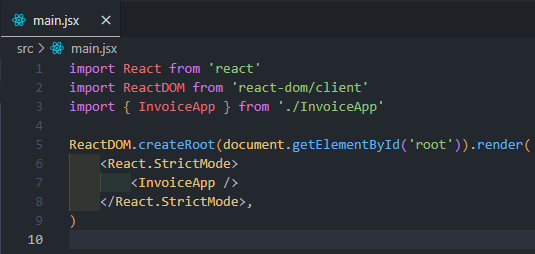 main.jsx ×
src > main.jsx
1 import React from 'react'
2 import ReactDOM from 'react-dom/client'
3 import { InvoiceApp } from './InvoiceApp'
4
5 ReactDOM.createRoot(document.getElementById('root')).render(
6     <React.StrictMode>
7         <InvoiceApp />
8     </React.StrictMode>,
9 )
10